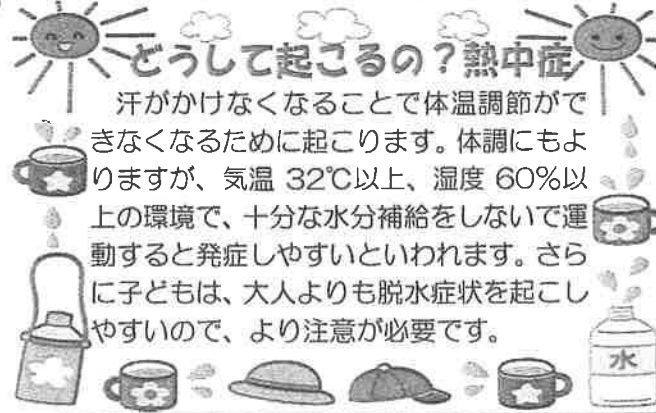 どうして起こるの？熱中症
汗がかけなくなることで体温調節がで
きなくなるために起こります。体調にもよ
りますが、気温 32℃以上、湿度 60%以
上の環境で、十分な水分補給をしないで運
動すると発症しやすいといわれます。さら
に子どもは、大人よりも脱水症状を起こし
やすいので、より注意が必要です。
水